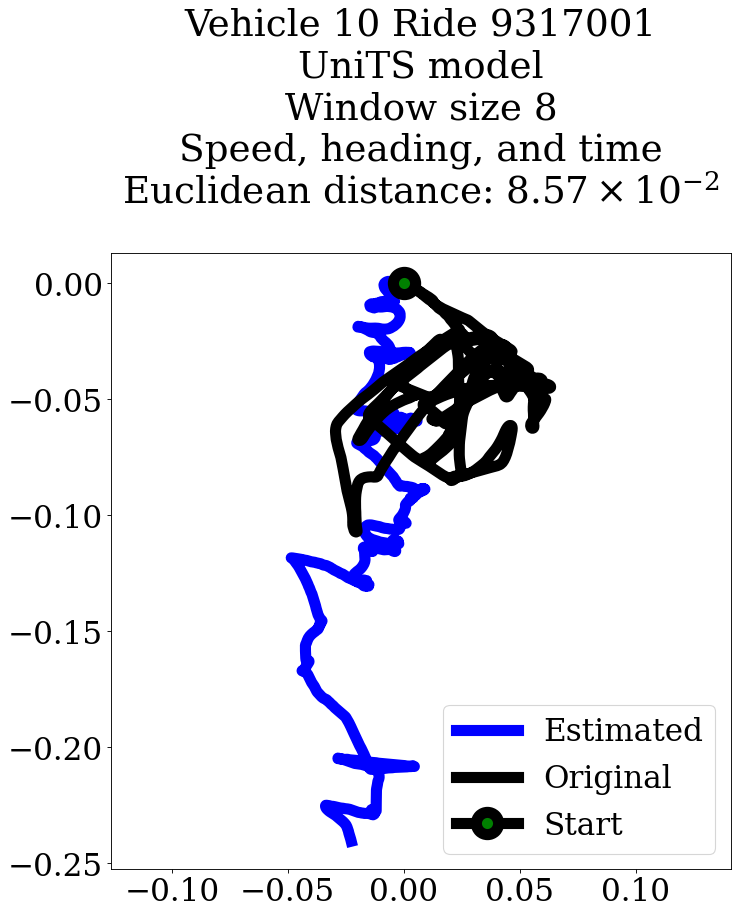 Vehicle 10 Ride 9317001
UniTS model
Window size 8
Speed, heading, and time
Euclidean distance: 8.57 × 10⁻²
0.00
−0.05
−0.10
−0.15
−0.20
−0.25
−0.10 −0.05 0.00 0.05 0.10
Estimated
Original
Start